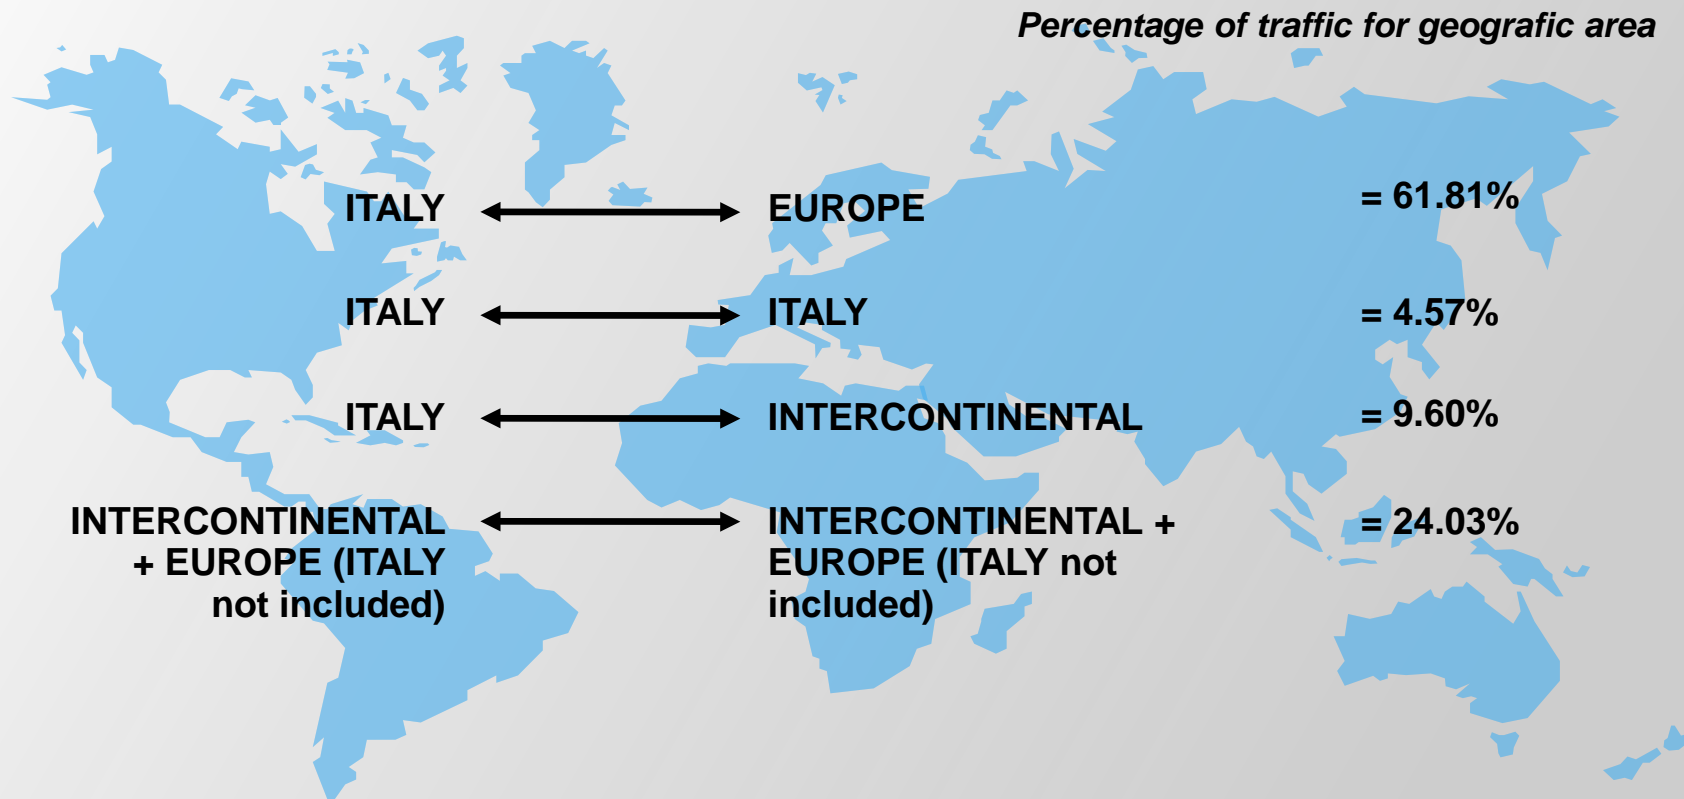 Percentage of traffic for geografic area
ITALY EUROPE = 61.81%
ITALY ITALY = 4.57%
ITALY INTERCONTINENTAL = 9.60%
INTERCONTINENTAL INTERCONTINENTAL + = 24.03%
+ EUROPE (ITALY EUROPE (ITALY not
not included) included)